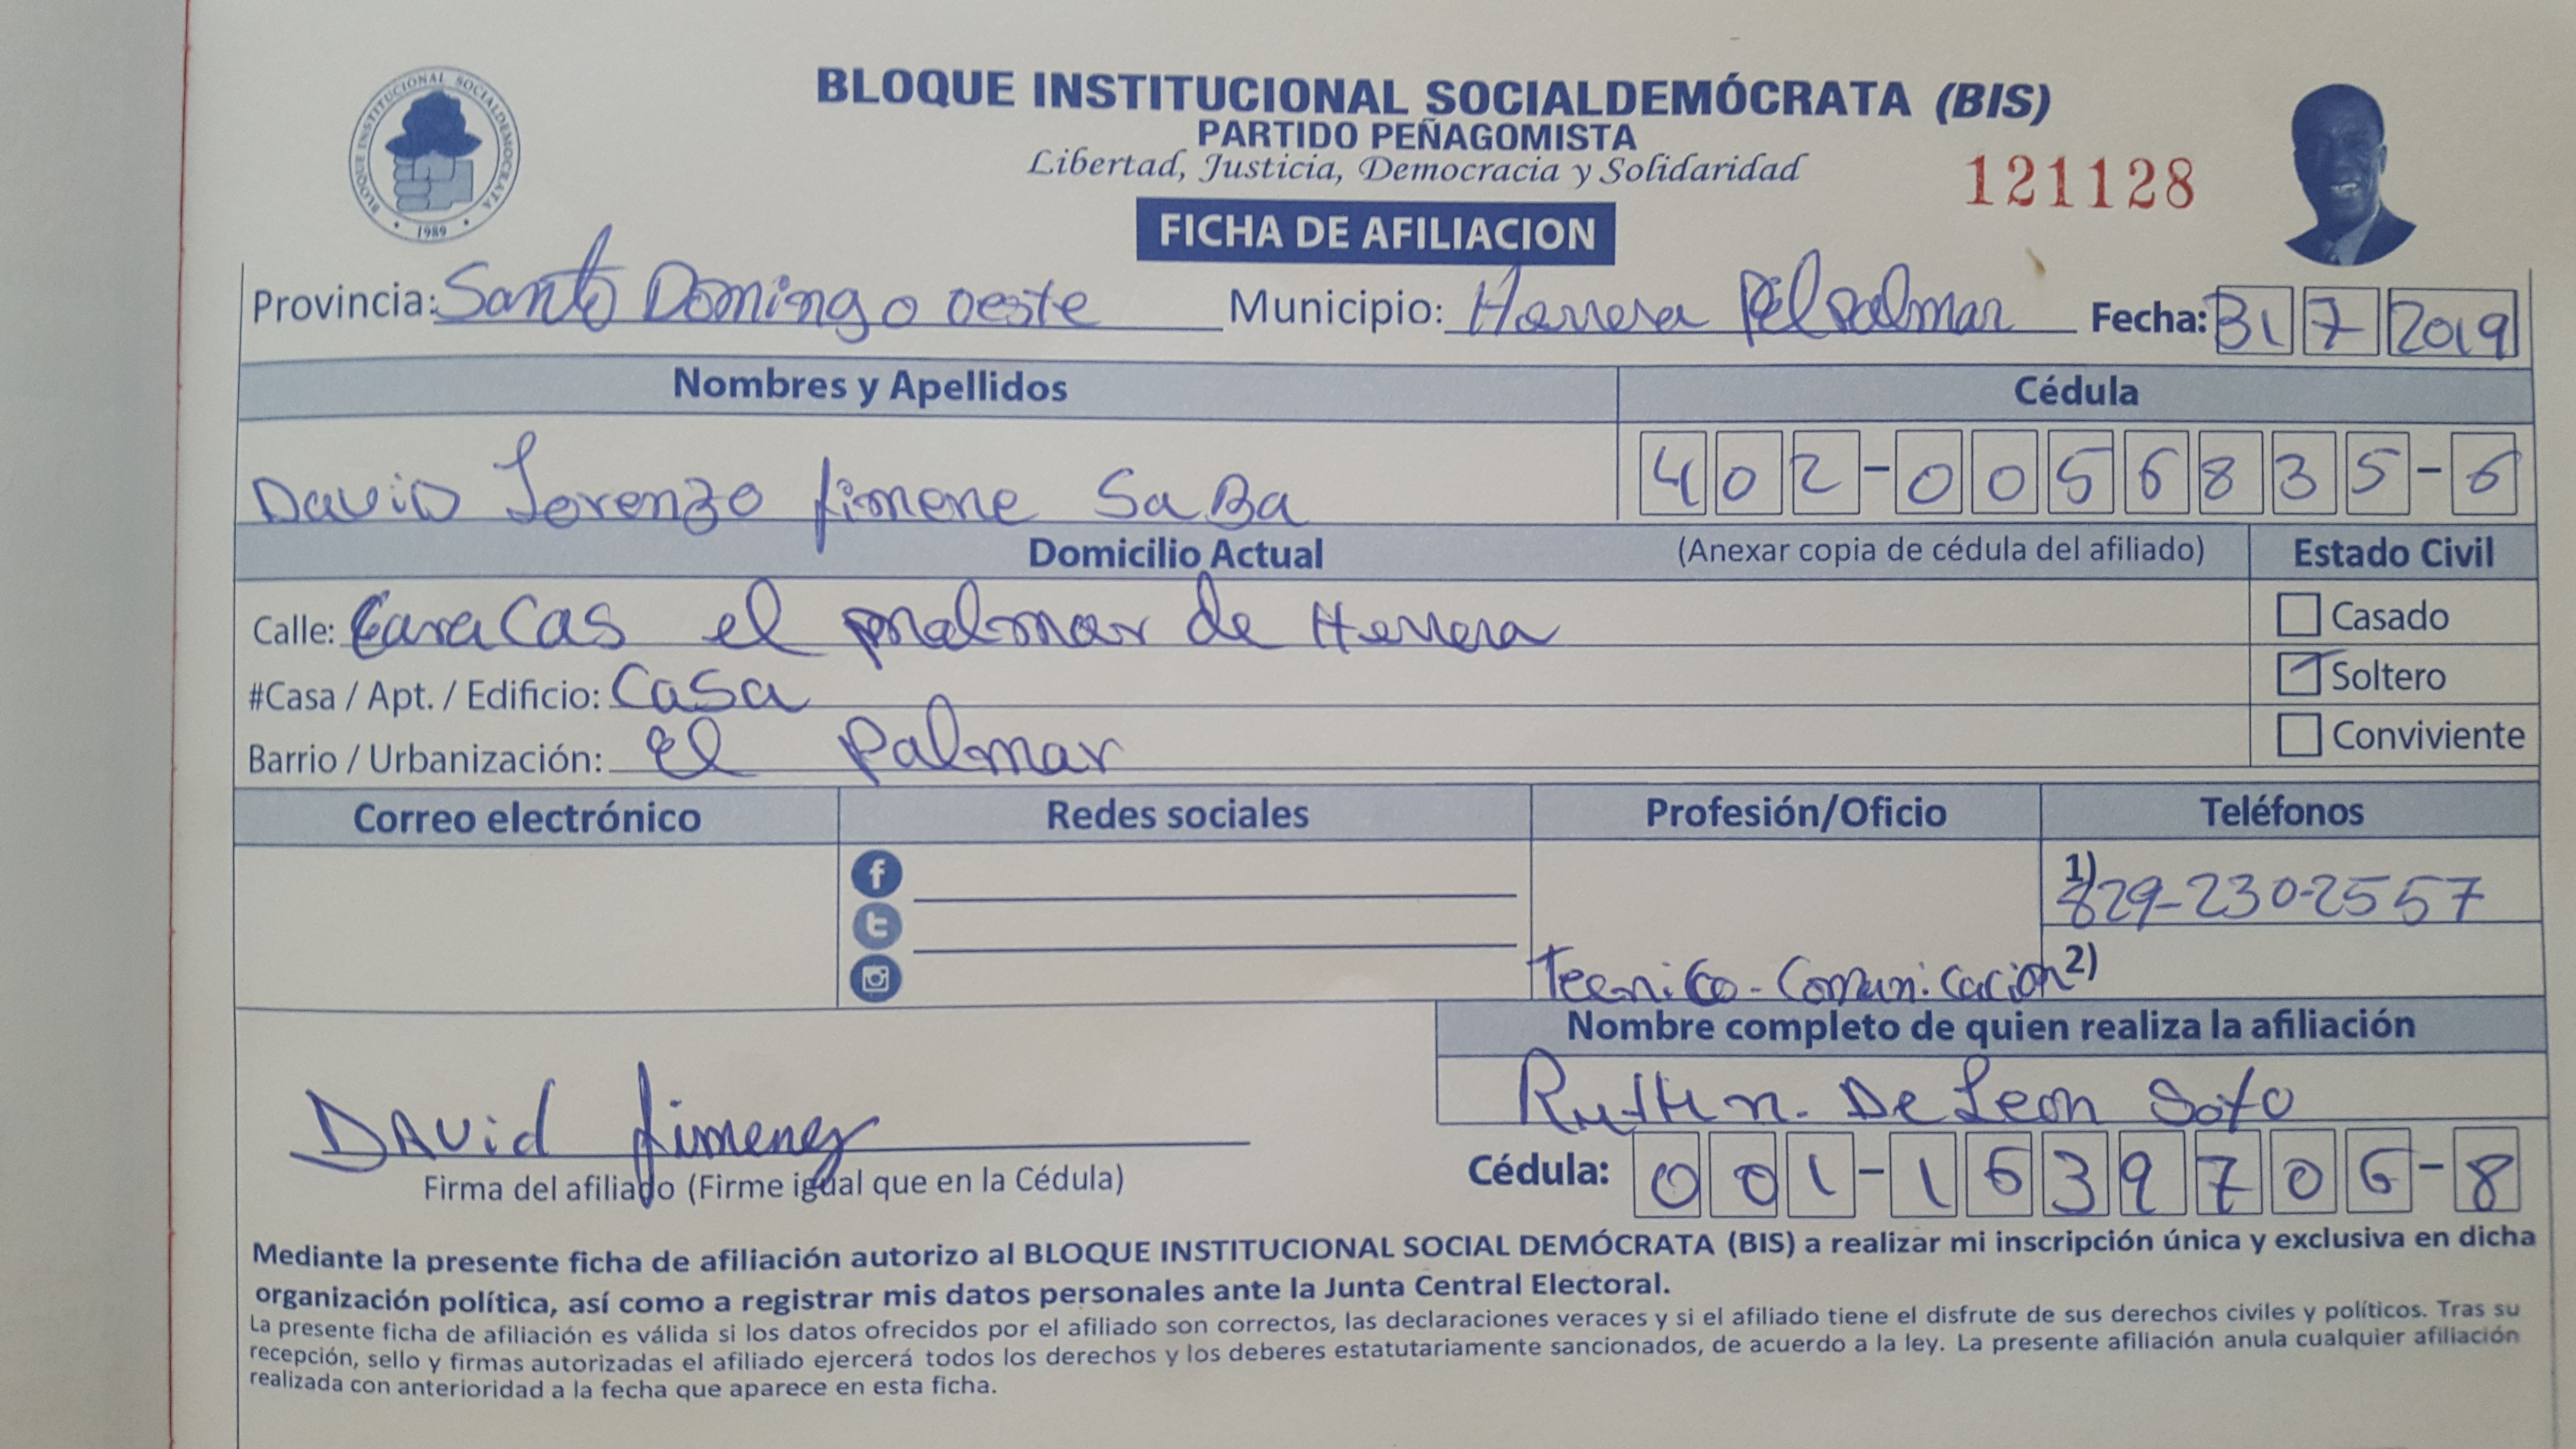 BLOQUE INSTITUCIONAL SOCIALDEMÓCRATA (BIS)
PARTIDO PEÑAGOMISTA
Libertad, Justicia, Democracia y Solidaridad
BLOQUE INSTITUCIONAL SOCIALDEMOCRATA
1989
121128
FICHA DE AFILIACION
Provincia: Santo Domingo oeste Municipio: Herrera El Palmar Fecha: 31 7 2019
Nombres y Apellidos Cédula
David Lorenzo Jimene SaBa 402-0056835-6
Domicilio Actual (Anexar copia de cédula del afiliado) Estado Civil
Calle: CaraCas el palmar de Herrera Casado
#Casa / Apt. / Edificio: Casa Soltero
Barrio / Urbanización: El Palmar Conviviente
Correo electrónico Redes sociales Profesión/Oficio Teléfonos
1) 829-230-2557
Tecnico-Comunicación 2)
Nombre completo de quien realiza la afiliación
Ruth n. De Leon Soto
DAVid Jimenez
Firma del afiliado (Firme igual que en la Cédula) Cédula: 001-1639706-8
Mediante la presente ficha de afiliación autorizo al BLOQUE INSTITUCIONAL SOCIAL DEMÓCRATA (BIS) a realizar mi inscripción única y exclusiva en dicha
organización política, así como a registrar mis datos personales ante la Junta Central Electoral.
La presente ficha de afiliación es válida si los datos ofrecidos por el afiliado son correctos, las declaraciones veraces y si el afiliado tiene el disfrute de sus derechos civiles y políticos. Tras su
recepción, sello y firmas autorizadas el afiliado ejercerá todos los derechos y los deberes estatutariamente sancionados, de acuerdo a la ley. La presente afiliación anula cualquier afiliación
realizada con anterioridad a la fecha que aparece en esta ficha.